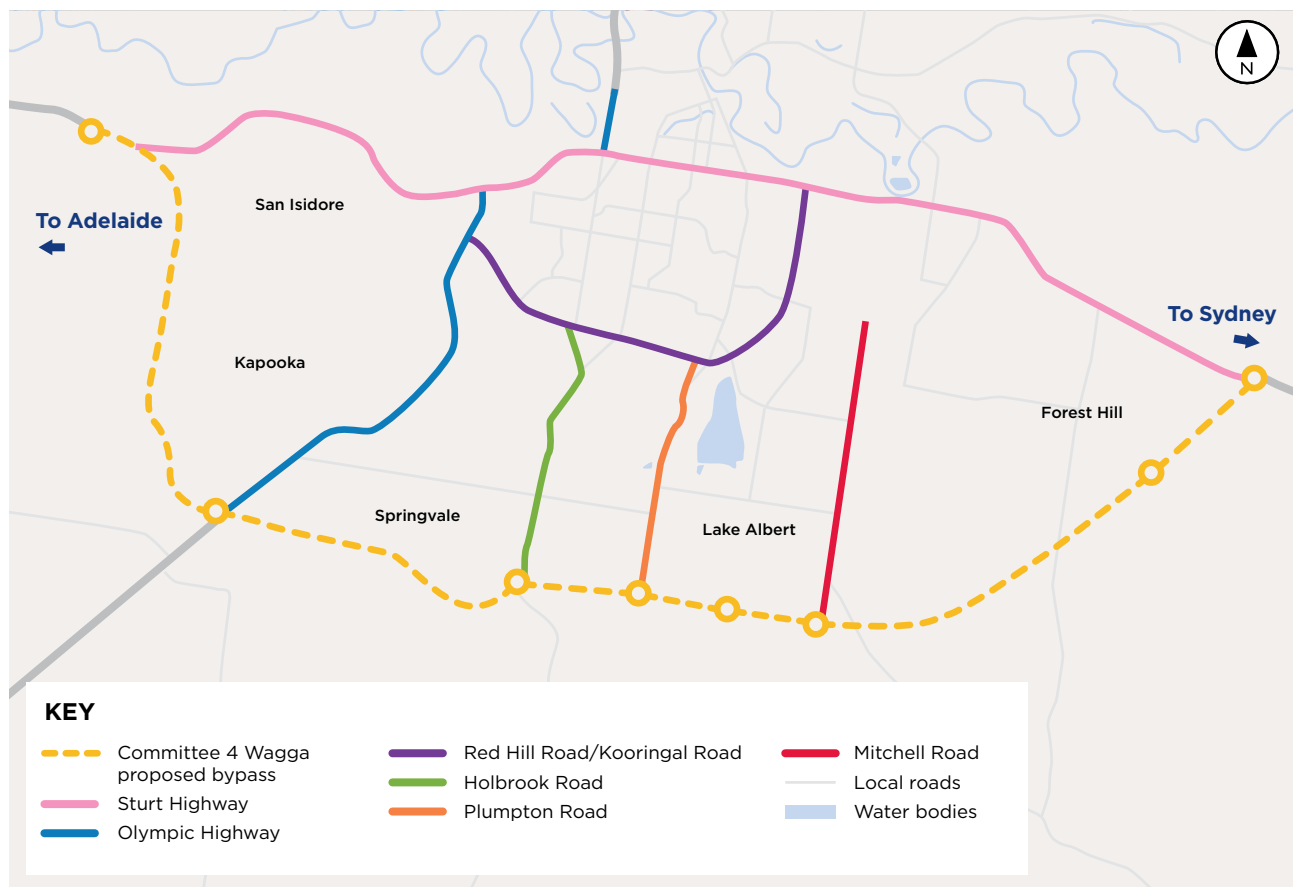 N
San Isidore
To Adelaide
To Sydney
Kapooka
Forest Hill
Springvale
Lake Albert
KEY
Committee 4 Wagga
proposed bypass
Sturt Highway
Olympic Highway
Red Hill Road/Kooringal Road
Holbrook Road
Plumpton Road
Mitchell Road
Local roads
Water bodies